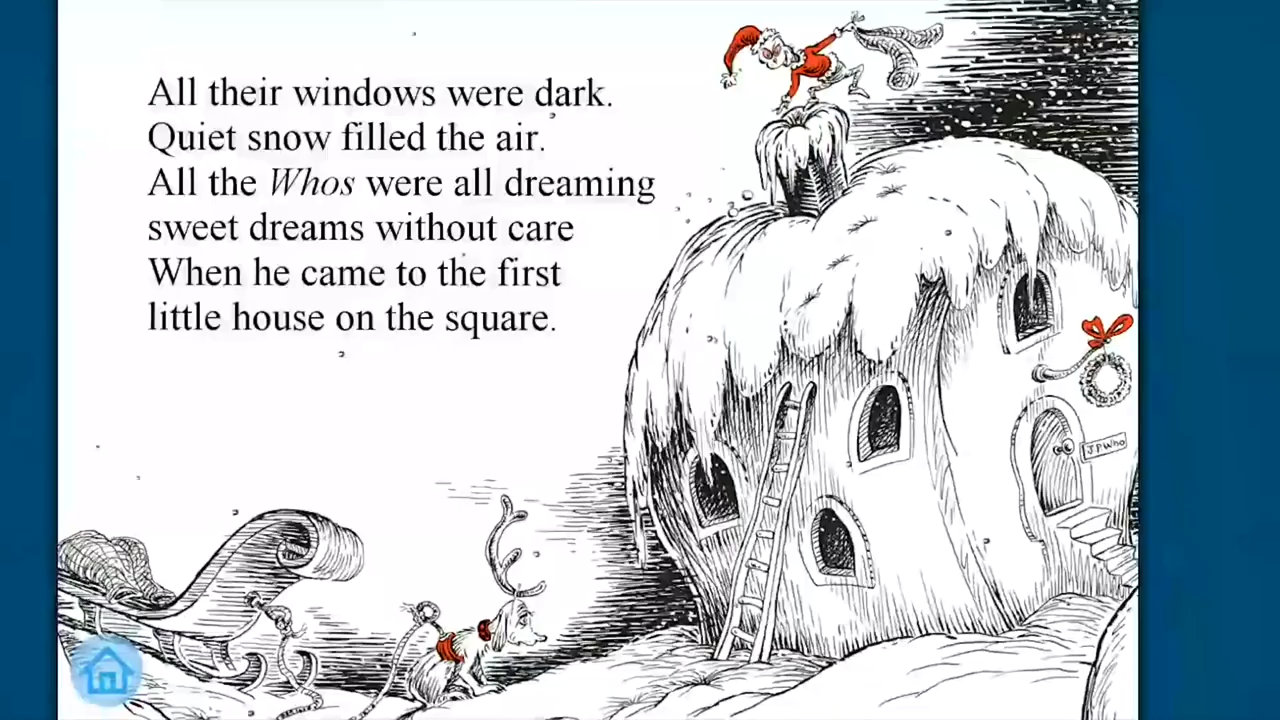 All their windows were dark.
Quiet snow filled the air.
All the Whos were all dreaming
sweet dreams without care
When he came to the first
little house on the square.
J.P. Who